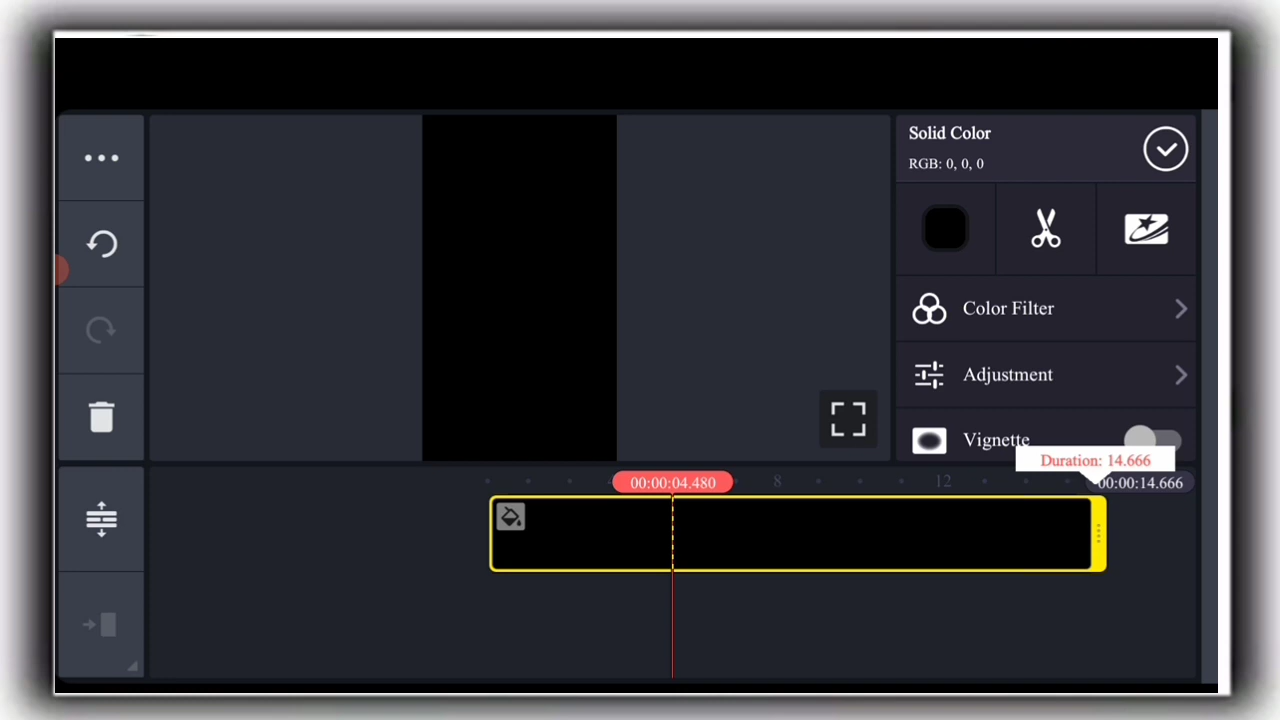 Solid Color
RGB: 0, 0, 0
Color Filter
Adjustment
Vignette
Duration: 14.666
00:00:04.480
8
12
00:00:14.666